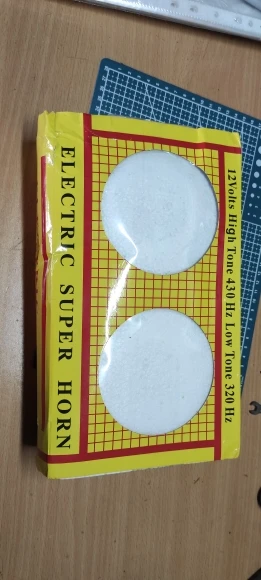 12Volts High Tone 430 Hz Low Tone 320 Hz
ELECTRIC SUPER HORN